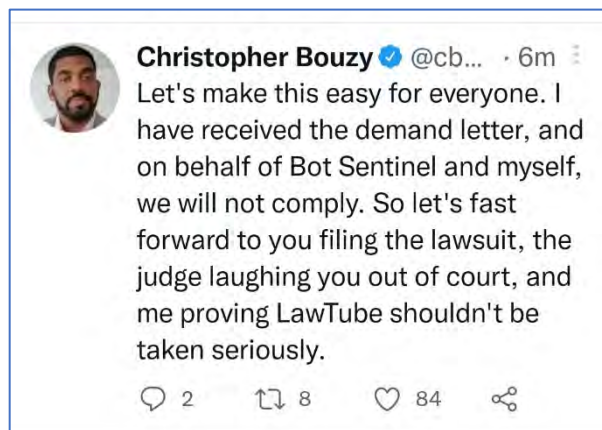 Christopher Bouzy @cb... · 6m
Let's make this easy for everyone. I
have received the demand letter, and
on behalf of Bot Sentinel and myself,
we will not comply. So let's fast
forward to you filing the lawsuit, the
judge laughing you out of court, and
me proving LawTube shouldn't be
taken seriously.
2 8 84